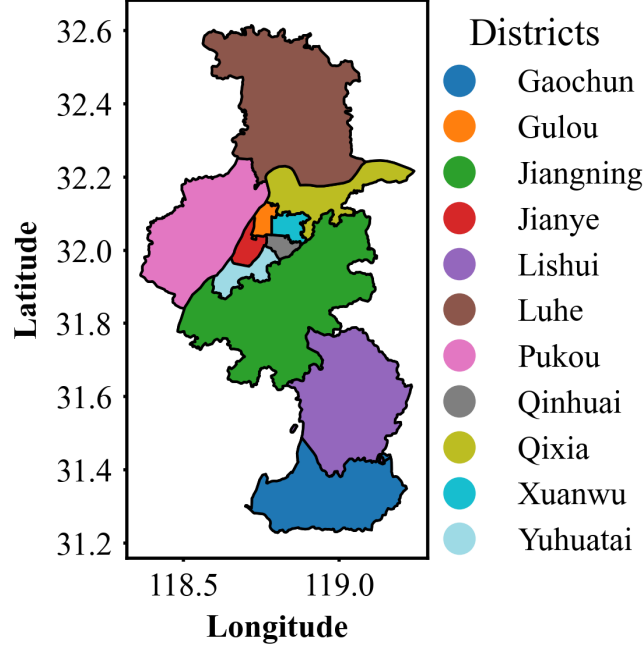 32.6
32.4
32.2
32.0
31.8
31.6
31.4
31.2
Latitude
118.5 119.0
Longitude
Districts
Gaochun
Gulou
Jiangning
Jianye
Lishui
Luhe
Pukou
Qinhuai
Qixia
Xuanwu
Yuhuatai